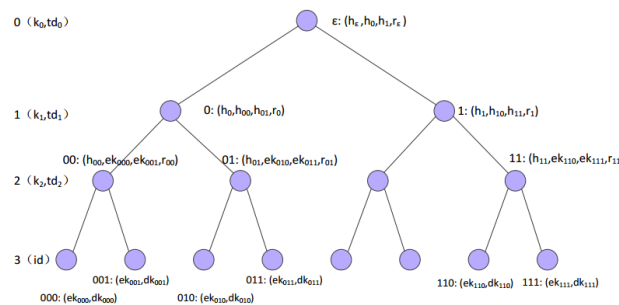 0（k₀,td₀） ε: (hε,h₀,h₁,rε)
1（k₁,td₁） 0: (h₀,h₀₀,h₀₁,r₀) 1: (h₁,h₁₀,h₁₁,r₁)
00: (h₀₀,ek₀₀₀,ek₀₀₁,r₀₀) 01: (h₀₁,ek₀₁₀,ek₀₁₁,r₀₁) 11: (h₁₁,ek₁₁₀,ek₁₁₁,r₁₁
2（k₂,td₂）
3（id）
001: (ek₀₀₁,dk₀₀₁) 011: (ek₀₁₁,dk₀₁₁) 110: (ek₁₁₀,dk₁₁₀) 111: (ek₁₁₁,dk₁₁₁)
000: (ek₀₀₀,dk₀₀₀) 010: (ek₀₁₀,dk₀₁₀)